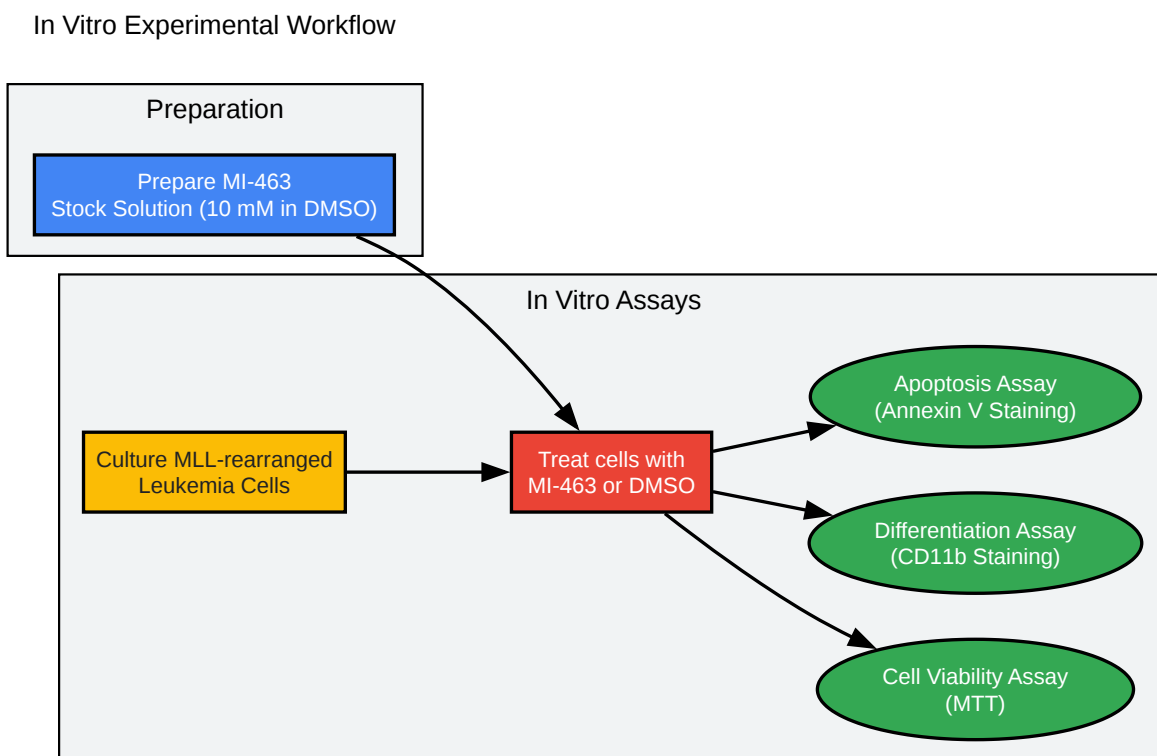 In Vitro Experimental Workflow
Preparation
Prepare MI-463
Stock Solution (10 mM in DMSO)
In Vitro Assays
Culture MLL-rearranged
Leukemia Cells
Treat cells with
MI-463 or DMSO
Apoptosis Assay
(Annexin V Staining)
Differentiation Assay
(CD11b Staining)
Cell Viability Assay
(MTT)